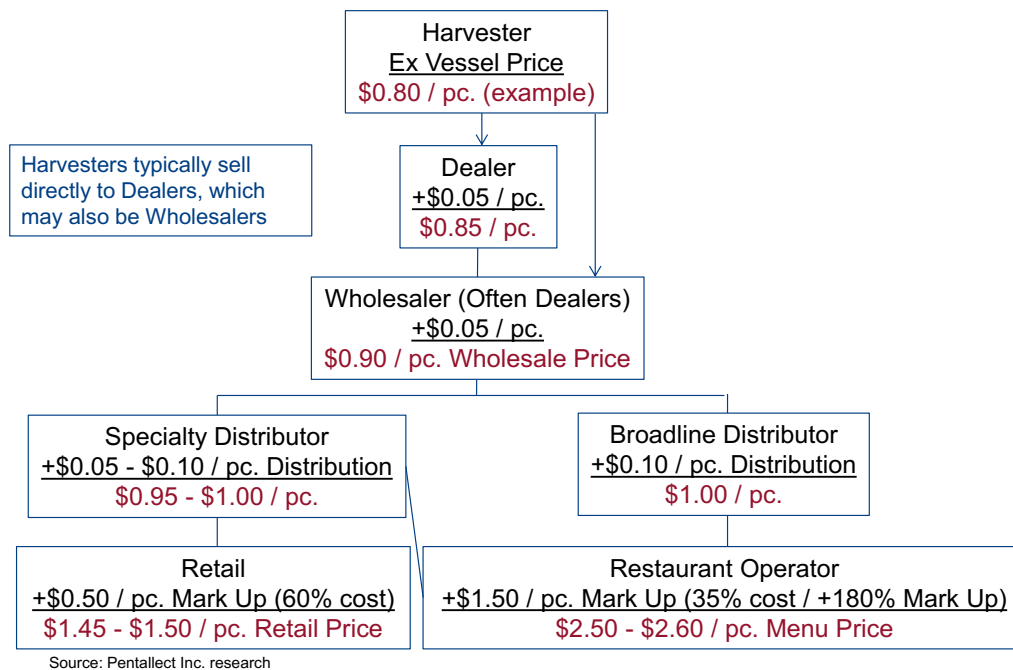 Harvester
Ex Vessel Price
$0.80 / pc. (example)
Harvesters typically sell
directly to Dealers, which
may also be Wholesalers
Dealer
+$0.05 / pc.
$0.85 / pc.
Wholesaler (Often Dealers)
+$0.05 / pc.
$0.90 / pc. Wholesale Price
Specialty Distributor
+$0.05 - $0.10 / pc. Distribution
$0.95 - $1.00 / pc.
Broadline Distributor
+$0.10 / pc. Distribution
$1.00 / pc.
Retail
+$0.50 / pc. Mark Up (60% cost)
$1.45 - $1.50 / pc. Retail Price
Restaurant Operator
+$1.50 / pc. Mark Up (35% cost / +180% Mark Up)
$2.50 - $2.60 / pc. Menu Price
Source: Pentallect Inc. research